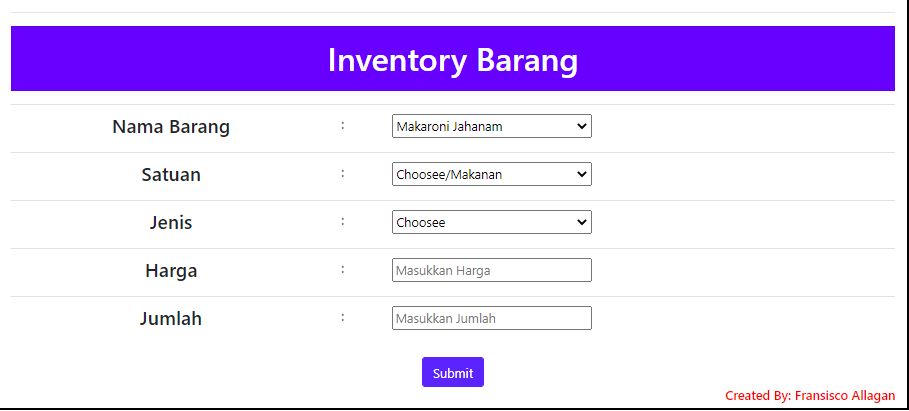 Inventory Barang
Nama Barang : Makaroni Jahanam
Satuan : Choosee/Makanan
Jenis : Choosee
Harga : Masukkan Harga
Jumlah : Masukkan Jumlah
Submit
Created By: Fransisco Allagan